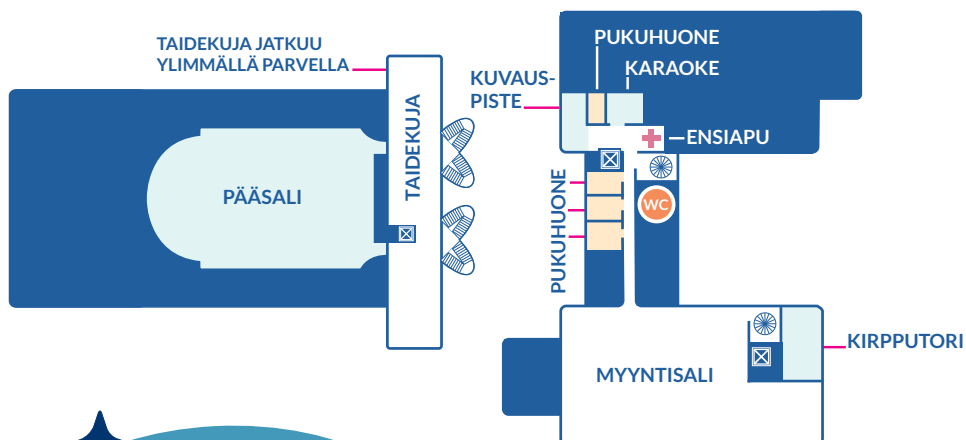 TAIDEKUJA JATKUU
YLIMMÄLLÄ PARVELLA
TAIDEKUJA
PÄÄSALI
PUKUHUONE
KARAOKE
KUVAUS-
PISTE
ENSIAPU
WC
PUKUHUONE
MYYNTISALI
KIRPPUTORI